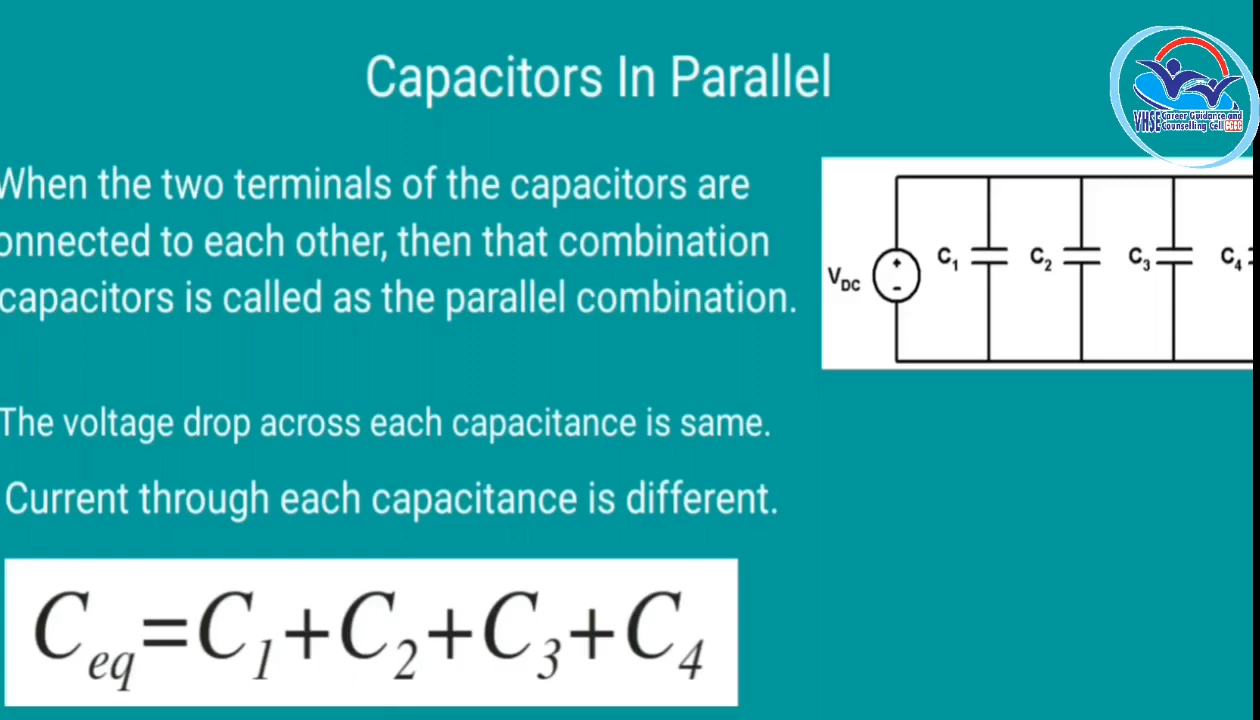 Capacitors In Parallel
VHSE Career Guidance and
Counselling Cell CGCC
When the two terminals of the capacitors are
onnected to each other, then that combination
capacitors is called as the parallel combination.
VDC
+
-
C1
C2
C3
C4
The voltage drop across each capacitance is same.
Current through each capacitance is different.
Ceq=C1+C2+C3+C4